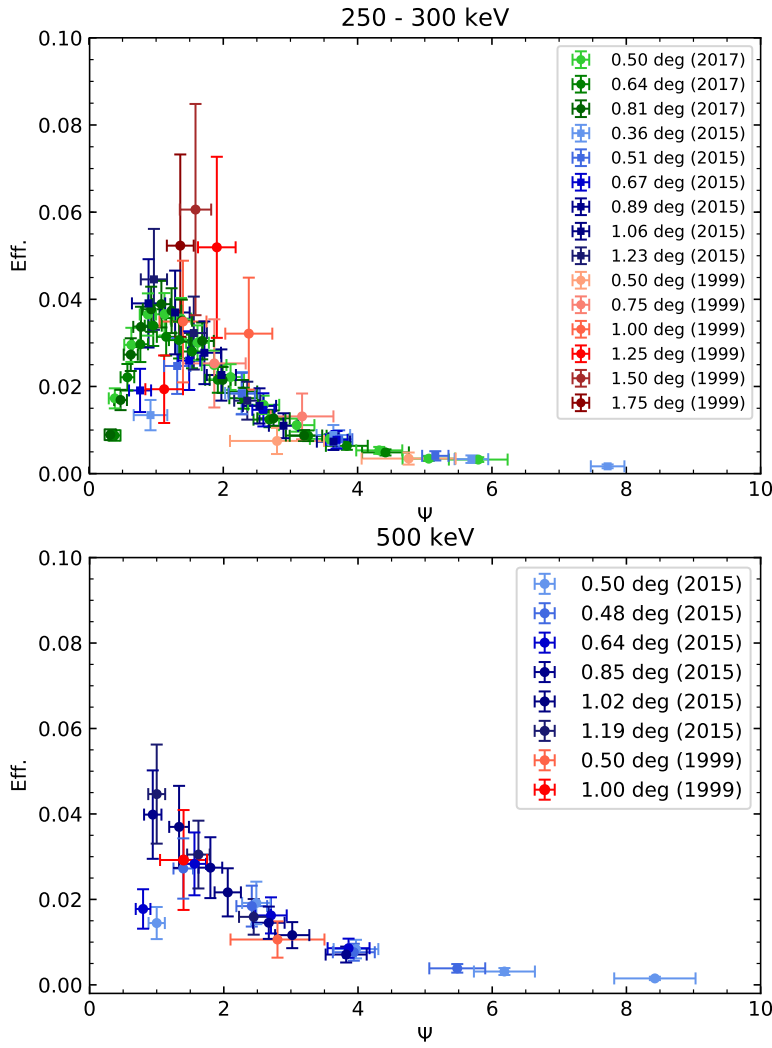 250 - 300 keV
0.10
0.08
0.06
0.04
0.02
0.00
Eff.
0.50 deg (2017)
0.64 deg (2017)
0.81 deg (2017)
0.36 deg (2015)
0.51 deg (2015)
0.67 deg (2015)
0.89 deg (2015)
1.06 deg (2015)
1.23 deg (2015)
0.50 deg (1999)
0.75 deg (1999)
1.00 deg (1999)
1.25 deg (1999)
1.50 deg (1999)
1.75 deg (1999)
0 2 4 6 8 10
Ψ
500 keV
0.10
0.08
0.06
0.04
0.02
0.00
Eff.
0.50 deg (2015)
0.48 deg (2015)
0.64 deg (2015)
0.85 deg (2015)
1.02 deg (2015)
1.19 deg (2015)
0.50 deg (1999)
1.00 deg (1999)
0 2 4 6 8 10
Ψ